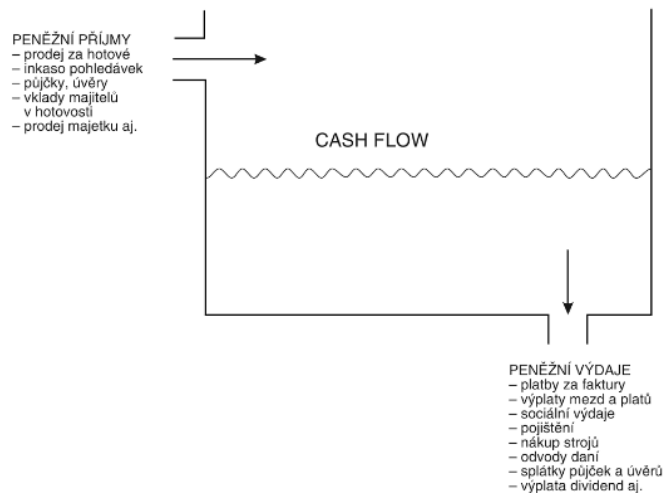 PENĚŽNÍ PŘÍJMY
– prodej za hotové
– inkaso pohledávek
– půjčky, úvěry
– vklady majitelů
v hotovosti
– prodej majetku aj.
CASH FLOW
PENĚŽNÍ VÝDAJE
– platby za faktury
– výplaty mezd a platů
– sociální výdaje
– pojištění
– nákup strojů
– odvody daní
– splátky půjček a úvěrů
– výplata dividend aj.